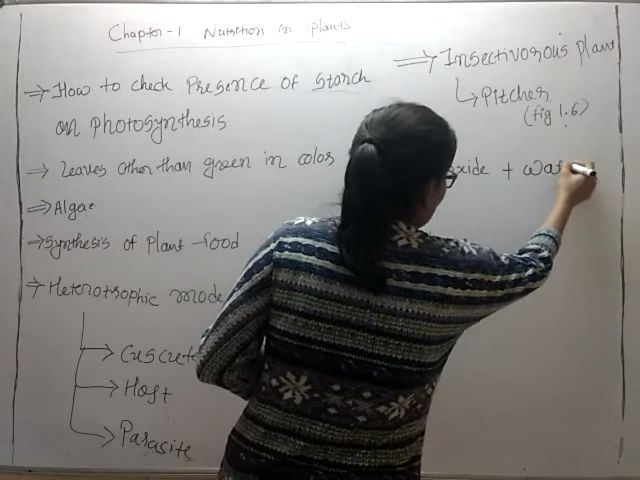 Chapter-1 Nutrition in plants
⇒ How to check Presence of starch
on Photosynthesis
⇒ Leaves other than green in color
⇒ Algae
⇒ Synthesis of Plant-food
⇒ Heterotrophic mode
Cuscuta
Host
Parasite
⇒ Insectivorous plant
Pitcher
(fig 1.6)
oxide + wat